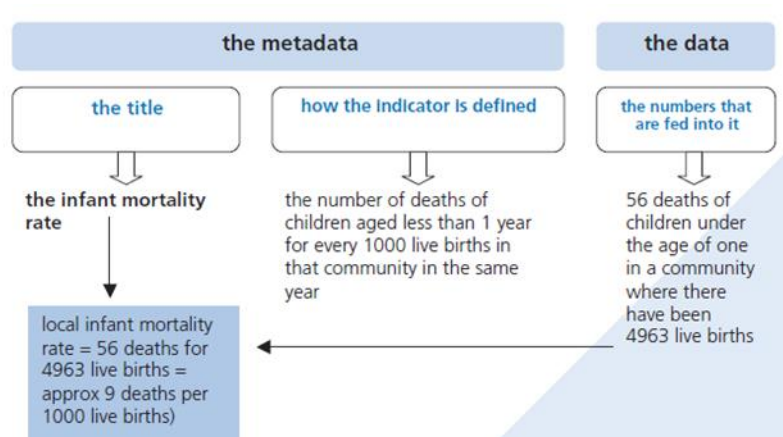 the metadata
the data
the title
how the indicator is defined
the numbers that
are fed into it
the infant mortality
rate
the number of deaths of
children aged less than 1 year
for every 1000 live births in
that community in the same
year
56 deaths of
children under
the age of one
in a community
where there
have been
4963 live births
local infant mortality
rate = 56 deaths for
4963 live births =
approx 9 deaths per
1000 live births)